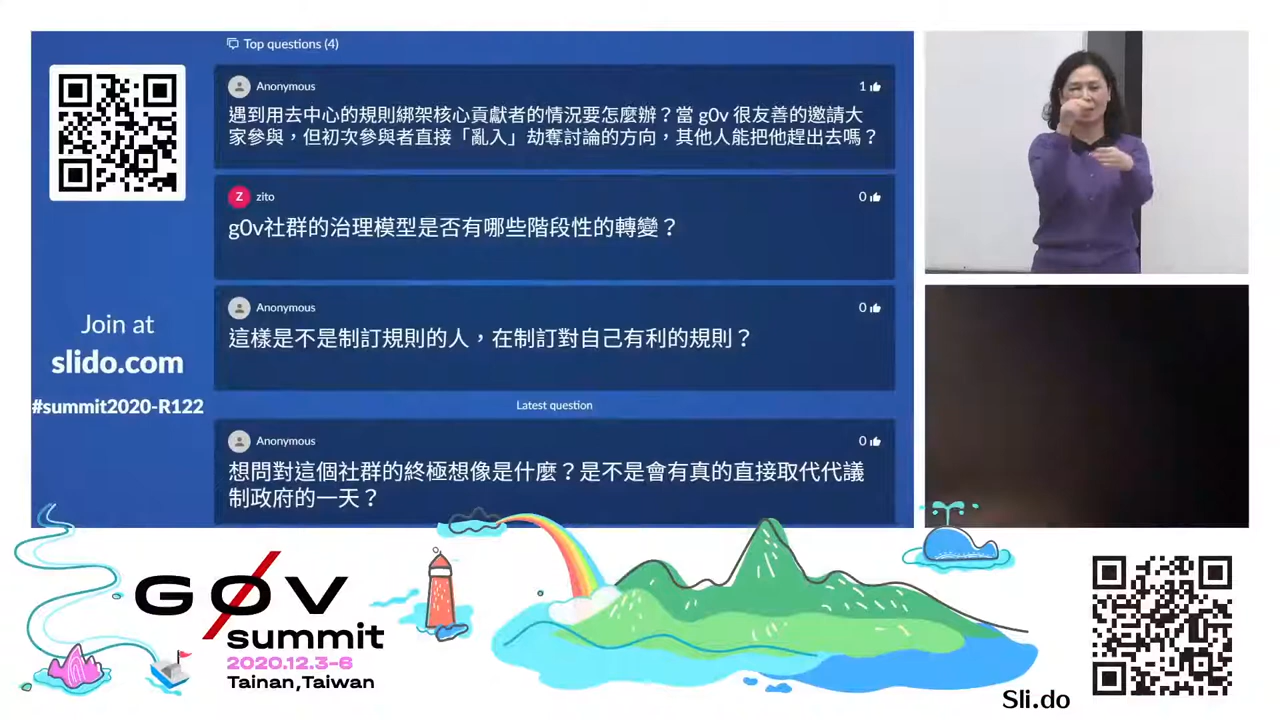 Top questions (4)
Anonymous
1
遇到用去中心的規則綁架核心貢獻者的情況要怎麼辦？當 g0v 很友善的邀請大
家參與，但初次參與者直接「亂入」劫奪討論的方向，其他人能把他趕出去嗎？
Z
zito
0
g0v社群的治理模型是否有哪些階段性的轉變？
Anonymous
0
這樣是不是制訂規則的人，在制訂對自己有利的規則？
Latest question
Anonymous
0
想問對這個社群的終極想像是什麼？是不是會有真的直接取代代議
制政府的一天？
Join at
slido.com
#summit2020-R122
G0V
summit
2020.12.3-6
Tainan,Taiwan
Sli.do